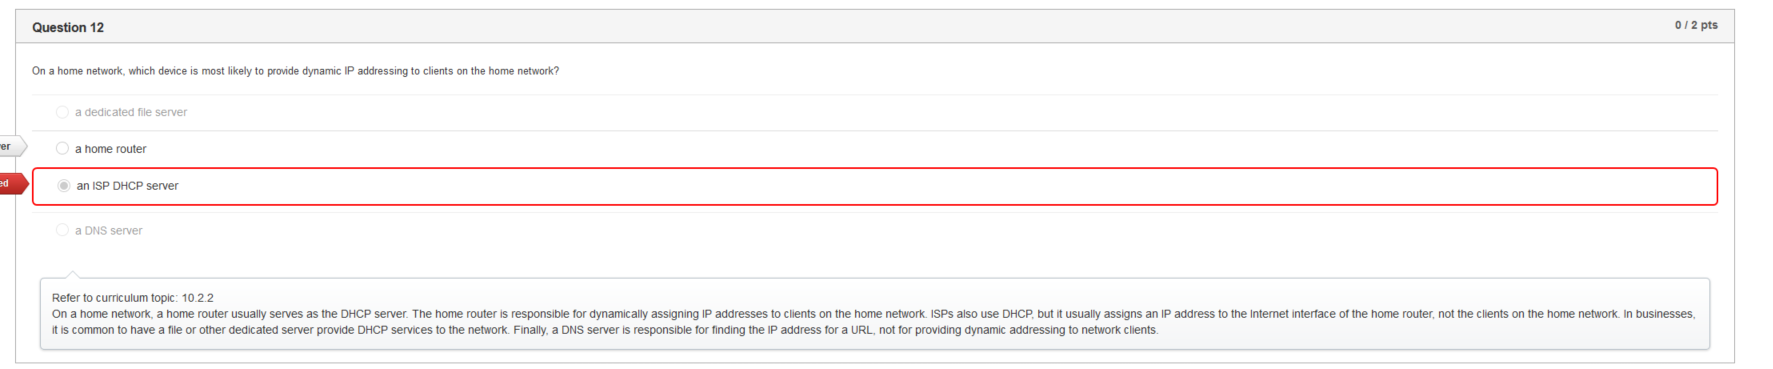 Question 12
0 / 2 pts
On a home network, which device is most likely to provide dynamic IP addressing to clients on the home network?
a dedicated file server
a home router
an ISP DHCP server
a DNS server
Refer to curriculum topic: 10.2.2
On a home network, a home router usually serves as the DHCP server. The home router is responsible for dynamically assigning IP addresses to clients on the home network. ISPs also use DHCP, but it usually assigns an IP address to the Internet interface of the home router, not the clients on the home network. In businesses,
it is common to have a file or other dedicated server provide DHCP services to the network. Finally, a DNS server is responsible for finding the IP address for a URL, not for providing dynamic addressing to network clients.